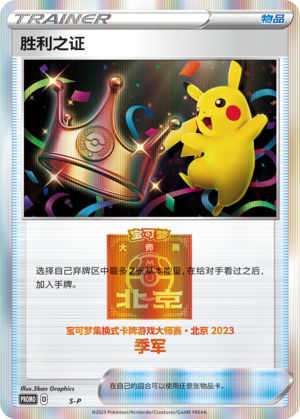 TRAINER 物品
胜利之证
宝可梦
大师赛
北京
选择自己弃牌区中最多2张基本能量,在给对手看过之后,
加入手牌。
宝可梦集换式卡牌游戏大师赛·北京 2023
季军
Illus.5ban Graphics
PROMO D S-P
在自己的回合可以使用任意张物品卡。
©2023 Pokémon/Nintendo/Creatures/GAME FREAK.